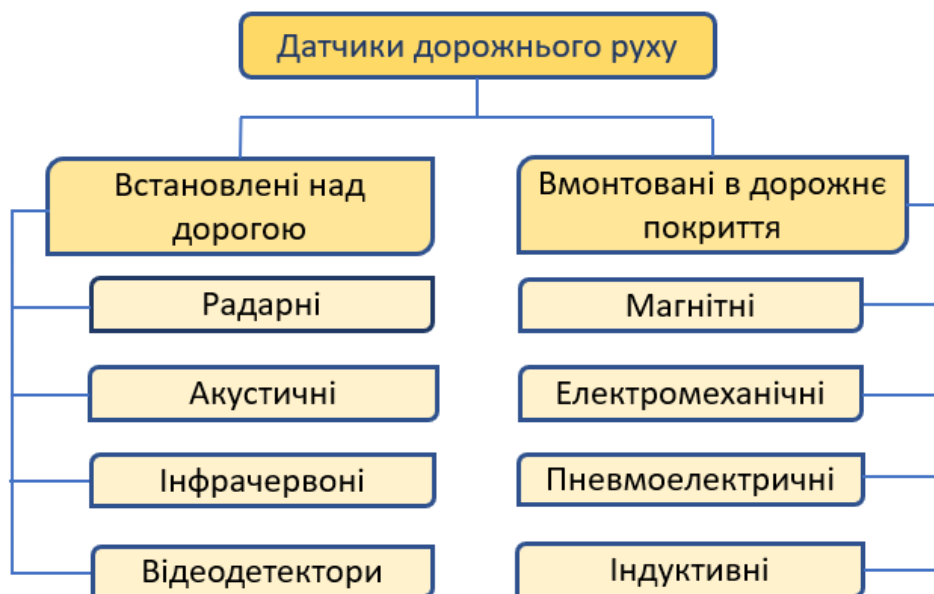 Датчики дорожнього руху
Встановлені над
дорогою
Радарні
Акустичні
Інфрачервоні
Відеодетектори
Вмонтовані в дорожнє
покриття
Магнітні
Електромеханічні
Пневмоелектричні
Індуктивні